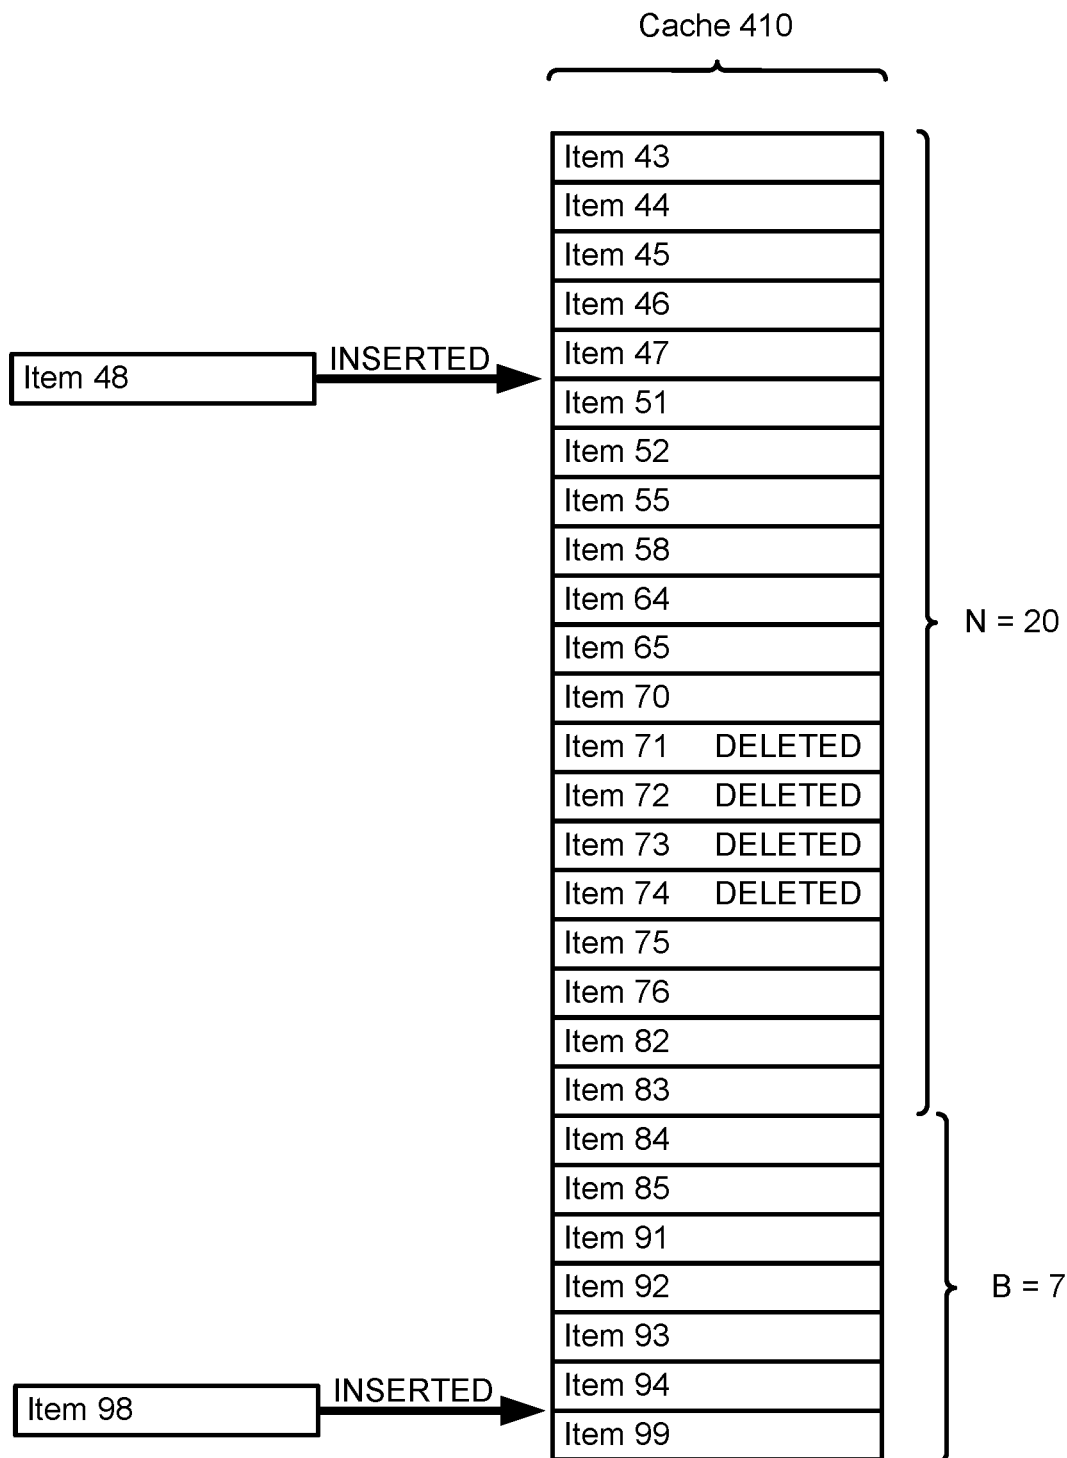 Cache 410
Item 43
Item 44
Item 45
Item 46
Item 47
INSERTED
Item 48
Item 51
Item 52
Item 55
Item 58
Item 64
N = 20
Item 65
Item 70
Item 71 DELETED
Item 72 DELETED
Item 73 DELETED
Item 74 DELETED
Item 75
Item 76
Item 82
Item 83
Item 84
Item 85
Item 91
Item 92
B = 7
Item 93
Item 94
INSERTED
Item 98
Item 99